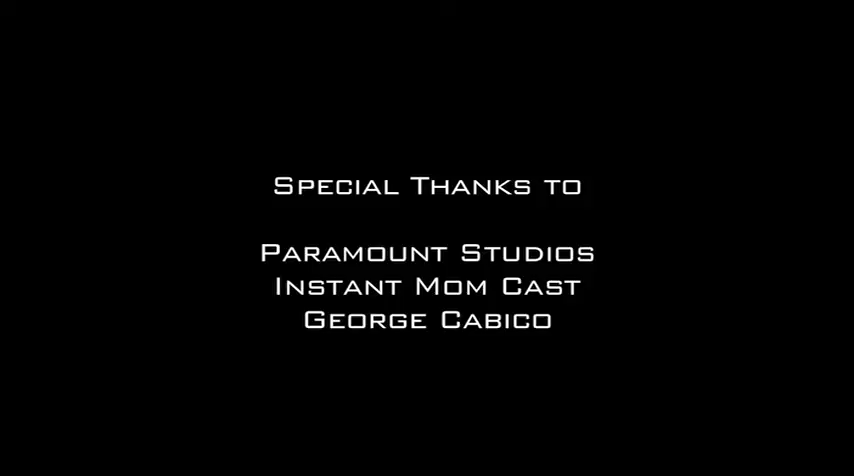 Special Thanks to
Paramount Studios
Instant Mom Cast
George Cabico